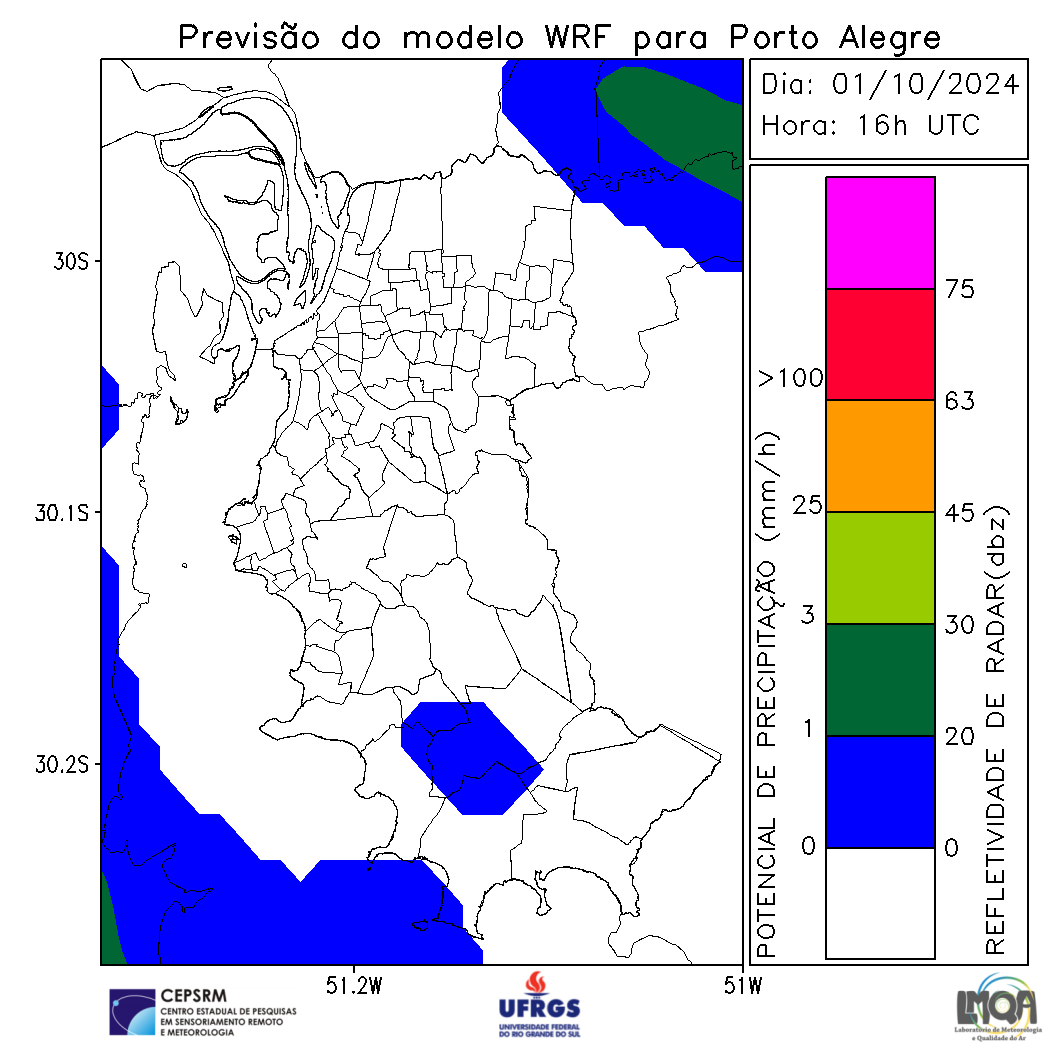 Previsão do modelo WRF para Porto Alegre
Dia: 01/10/2024
Hora: 16h UTC
30S
30.1S
30.2S
51.2W
51W
POTENCIAL DE PRECIPITAÇÃO (mm/h)
>100
25
3
1
0
75
63
45
30
20
0
REFLETIVIDADE DE RADAR(dbz)
CEPSRM
CENTRO ESTADUAL DE PESQUISAS
EM SENSORIAMENTO REMOTO
E METEOROLOGIA
UFRGS
UNIVERSIDADE FEDERAL
DO RIO GRANDE DO SUL
LMQA
Laboratório de Meteorologia
e Qualidade do Ar